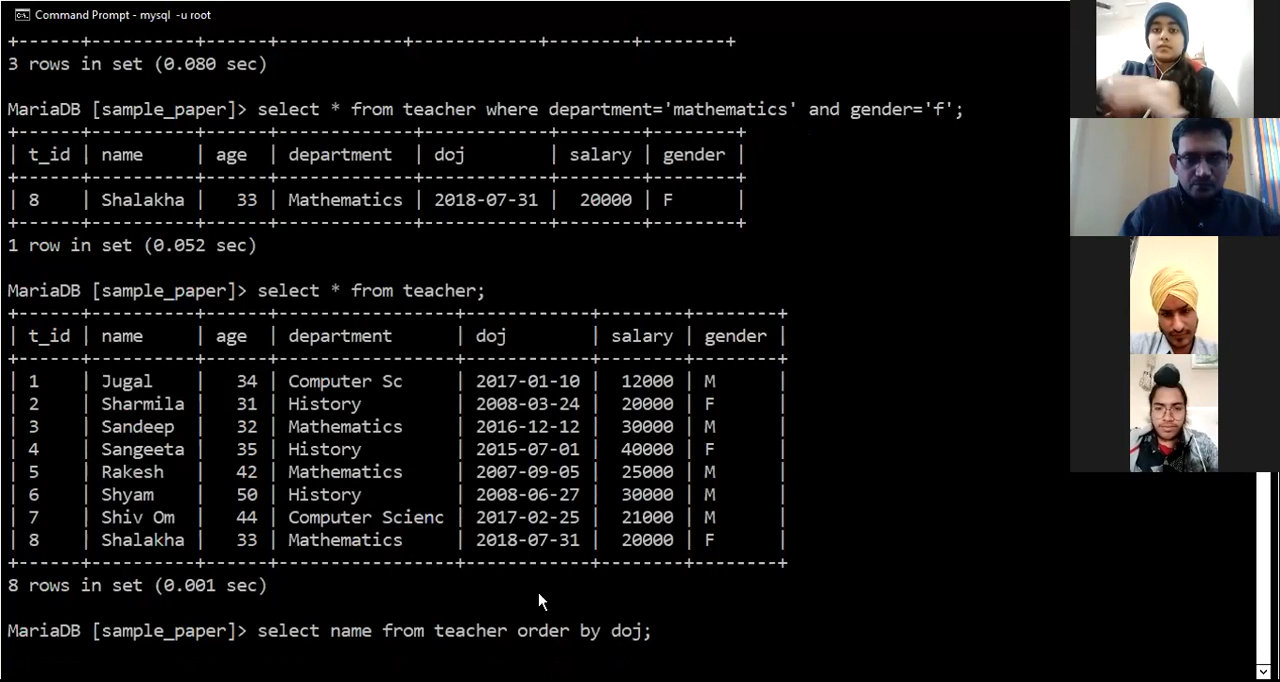 Command Prompt - mysql -u root
+------+----------+------+-------------+------------+--------+--------+
3 rows in set (0.080 sec)
MariaDB [sample_paper]> select * from teacher where department='mathematics' and gender='f';
+------+----------+------+-------------+------------+--------+--------+
| t_id | name     | age  | department  | doj        | salary | gender |
+------+----------+------+-------------+------------+--------+--------+
| 8    | Shalakha |   33 | Mathematics | 2018-07-31 |  20000 | F      |
+------+----------+------+-------------+------------+--------+--------+
1 row in set (0.052 sec)
MariaDB [sample_paper]> select * from teacher;
+------+----------+------+-----------------+------------+--------+--------+
| t_id | name     | age  | department      | doj        | salary | gender |
+------+----------+------+-----------------+------------+--------+--------+
| 1    | Jugal    |   34 | Computer Sc     | 2017-01-10 |  12000 | M      |
| 2    | Sharmila |   31 | History         | 2008-03-24 |  20000 | F      |
| 3    | Sandeep  |   32 | Mathematics     | 2016-12-12 |  30000 | M      |
| 4    | Sangeeta |   35 | History         | 2015-07-01 |  40000 | F      |
| 5    | Rakesh   |   42 | Mathematics     | 2007-09-05 |  25000 | M      |
| 6    | Shyam    |   50 | History         | 2008-06-27 |  30000 | M      |
| 7    | Shiv Om  |   44 | Computer Scienc | 2017-02-25 |  21000 | M      |
| 8    | Shalakha |   33 | Mathematics     | 2018-07-31 |  20000 | F      |
+------+----------+------+-----------------+------------+--------+--------+
8 rows in set (0.001 sec)
MariaDB [sample_paper]> select name from teacher order by doj;